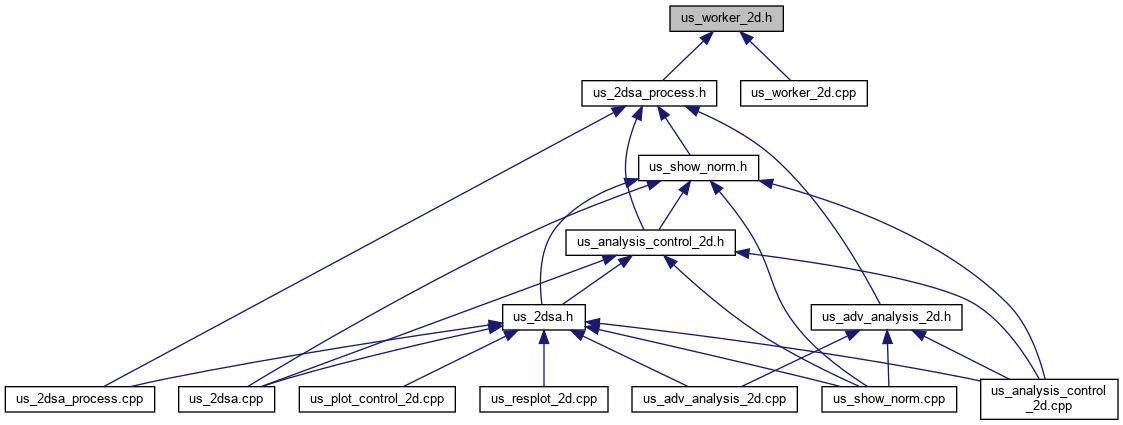 us_worker_2d.h
us_2dsa_process.h
us_worker_2d.cpp
us_show_norm.h
us_analysis_control_2d.h
us_2dsa.h
us_adv_analysis_2d.h
us_2dsa_process.cpp
us_2dsa.cpp
us_plot_control_2d.cpp
us_resplot_2d.cpp
us_adv_analysis_2d.cpp
us_show_norm.cpp
us_analysis_control
_2d.cpp